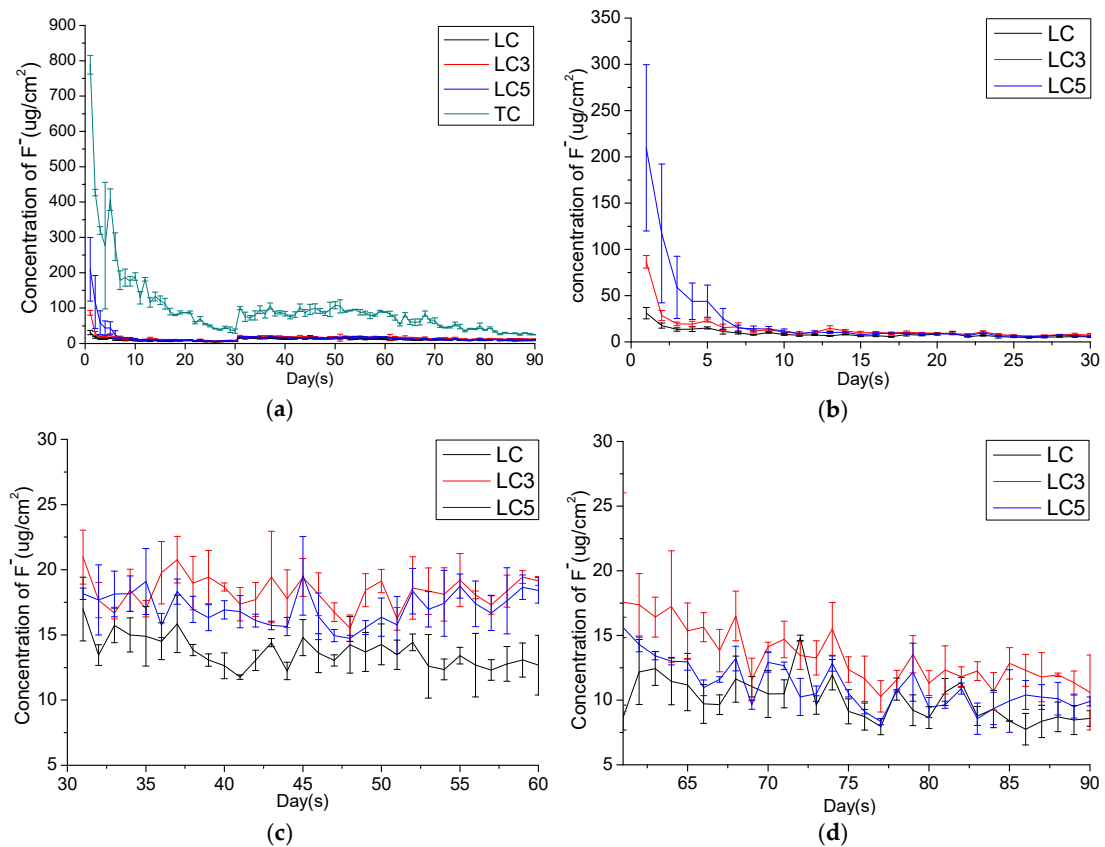 900
800
700
600
500
400
300
200
100
0
Concentration of F⁻(ug/cm²)
LC
LC3
LC5
TC
0 10 20 30 40 50 60 70 80 90
Day(s)
(a)
350
300
250
200
150
100
50
0
concentration of F⁻(ug/cm²)
LC
LC3
LC5
0 5 10 15 20 25 30
Day(s)
(b)
30
25
20
15
10
5
Concentration of F⁻(ug/cm²)
LC
LC3
LC5
30 35 40 45 50 55 60
Day(s)
(c)
30
25
20
15
10
5
Concentration of F⁻(ug/cm²)
LC
LC3
LC5
65 70 75 80 85 90
Day(s)
(d)